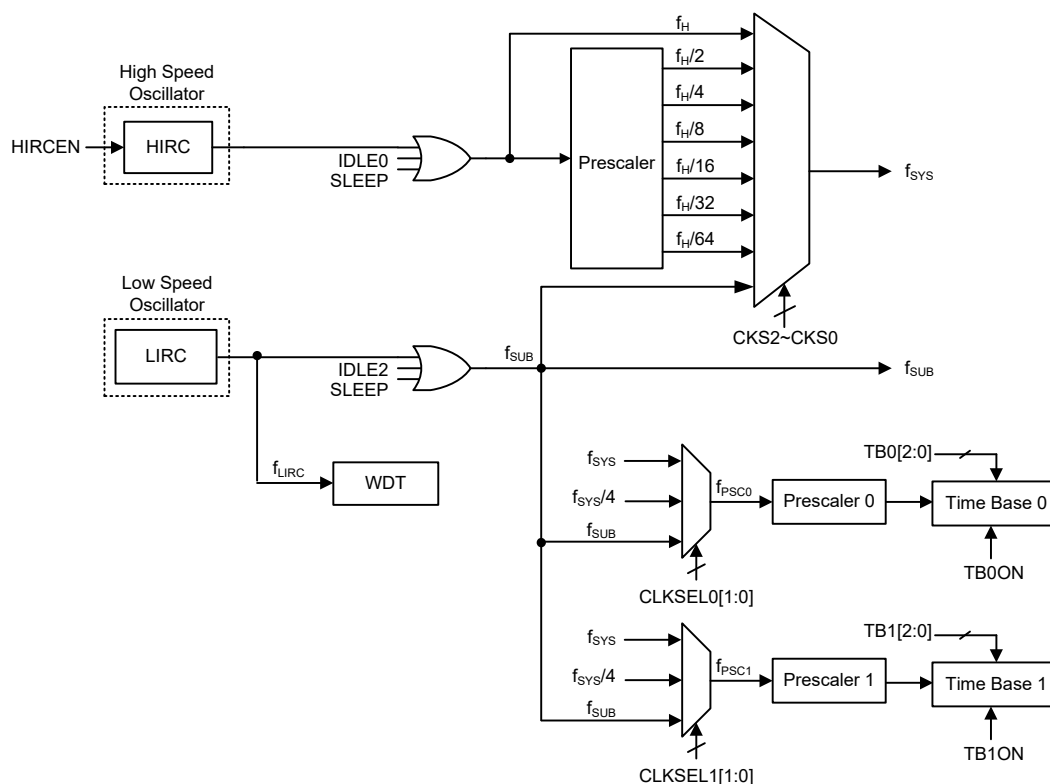 High Speed
Oscillator
HIRCEN
HIRC
IDLE0
SLEEP
fH
Prescaler
fH/2
fH/4
fH/8
fH/16
fH/32
fH/64
fSYS
CKS2~CKS0
Low Speed
Oscillator
LIRC
IDLE2
SLEEP
fSUB
fSUB
fLIRC
WDT
fSYS
fSYS/4
fSUB
fPSC0
CLKSEL0[1:0]
Prescaler 0
TB0[2:0]
Time Base 0
TB0ON
fSYS
fSYS/4
fSUB
fPSC1
CLKSEL1[1:0]
Prescaler 1
TB1[2:0]
Time Base 1
TB1ON